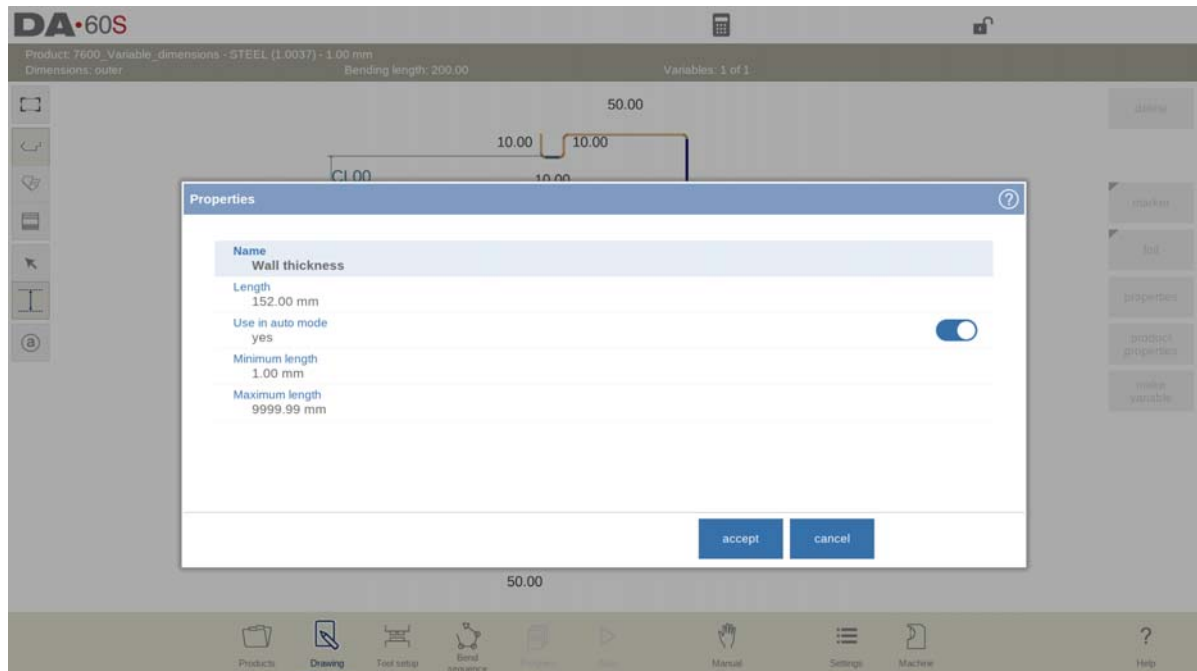 DA·60S
Product: 7600_Variable_dimensions - STEEL (1.0037) - 1.00 mm
Dimensions: outer Bending length: 200.00 Variables: 1 of 1
50.00
10.00 10.00
CL00 10.00
delete
Properties ?
marker
Name
Wall thickness
Length
152.00 mm
properties
Use in auto mode
yes
product
properties
a
Minimum length
1.00 mm
make
variable
Maximum length
9999.99 mm
accept cancel
50.00
?
Products Drawing Tool setup Bend
sequence Manual Settings Machine Help